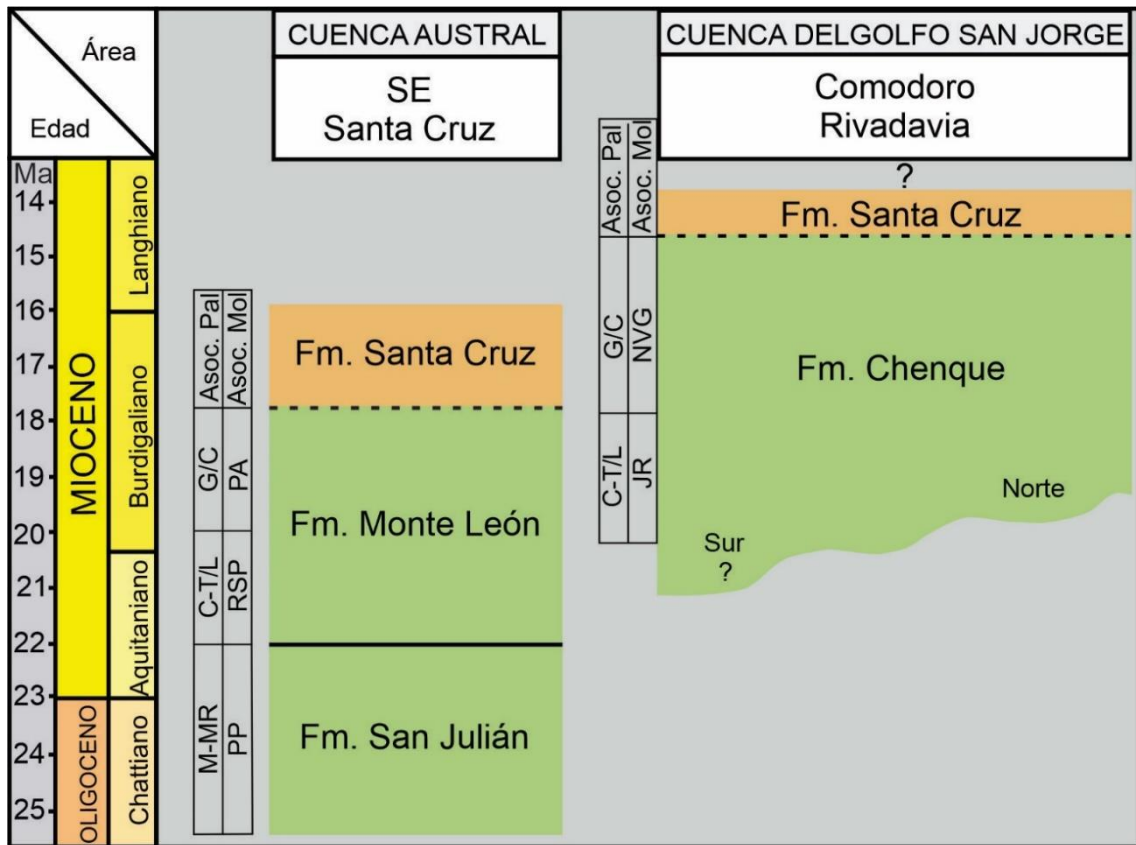 Área
Edad
CUENCA AUSTRAL
SE
Santa Cruz
CUENCA DELGOLFO SAN JORGE
Comodoro
Rivadavia
Ma
14
15
16
17
18
19
20
21
22
23
24
25
MIOCENO
OLIGOCENO
Langhiano
Burdigaliano
Aquitaniano
Chattiano
Asoc. Pal
Asoc. Mol
G/C
PA
C-T/L
RSP
M-MR
PP
Fm. Santa Cruz
Fm. Monte León
Fm. San Julián
Asoc. Pal
Asoc. Mol
G/C
NVG
C-T/L
JR
?
Fm. Santa Cruz
Fm. Chenque
Norte
Sur
?